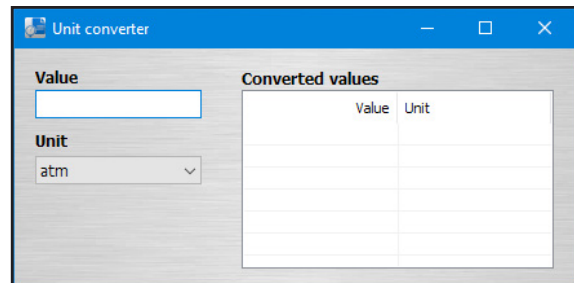 Unit converter
Value
Converted values
Value Unit
Unit
atm